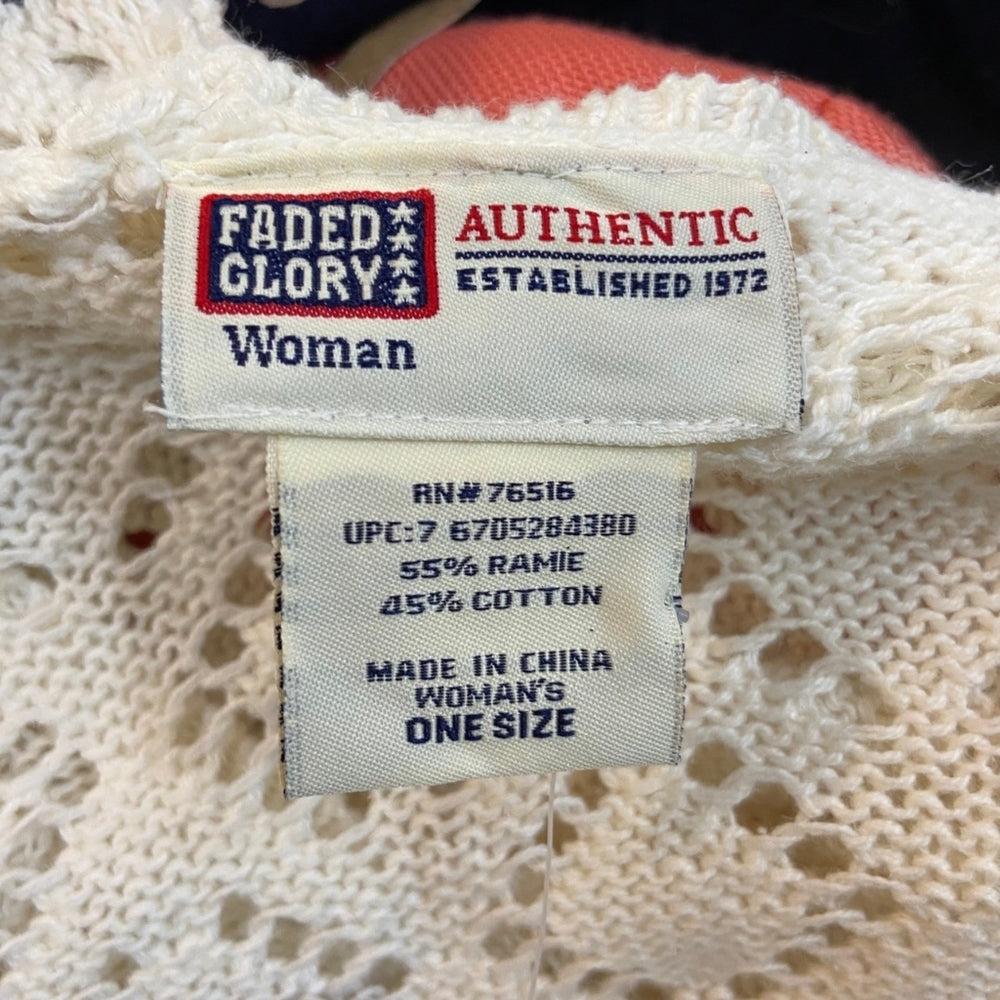 FADED
GLORY
AUTHENTIC
ESTABLISHED 1972
Woman
RN# 76516
UPC:7 6705284380
55% RAMIE
45% COTTON
MADE IN CHINA
WOMAN'S
ONE SIZE